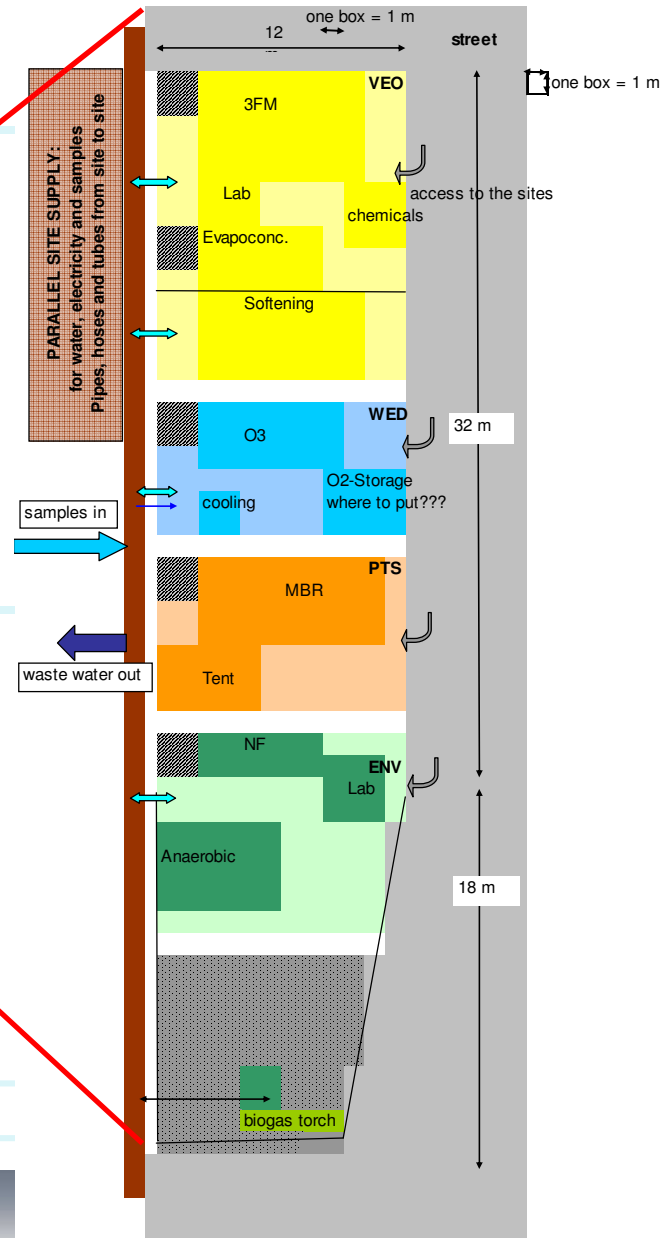 one box = 1 m
12
street
VEO
one box = 1 m
3FM
PARALLEL SITE SUPPLY:
for water, electricity and samples
Pipes, hoses and tubes from site to site
Lab
access to the sites
chemicals
Evapoconc.
Softening
WED
O3
32 m
O2-Storage
where to put???
cooling
samples in
PTS
MBR
waste water out
Tent
NF
ENV
Lab
Anaerobic
18 m
biogas torch